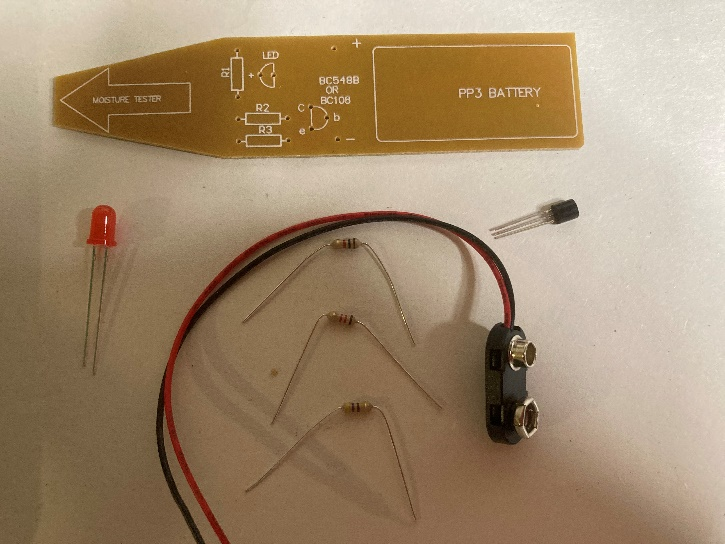 MOISTURE TESTER
R1
LED
+
R2
R3
BC548B
OR
BC108
C
b
e
+
–
PP3 BATTERY